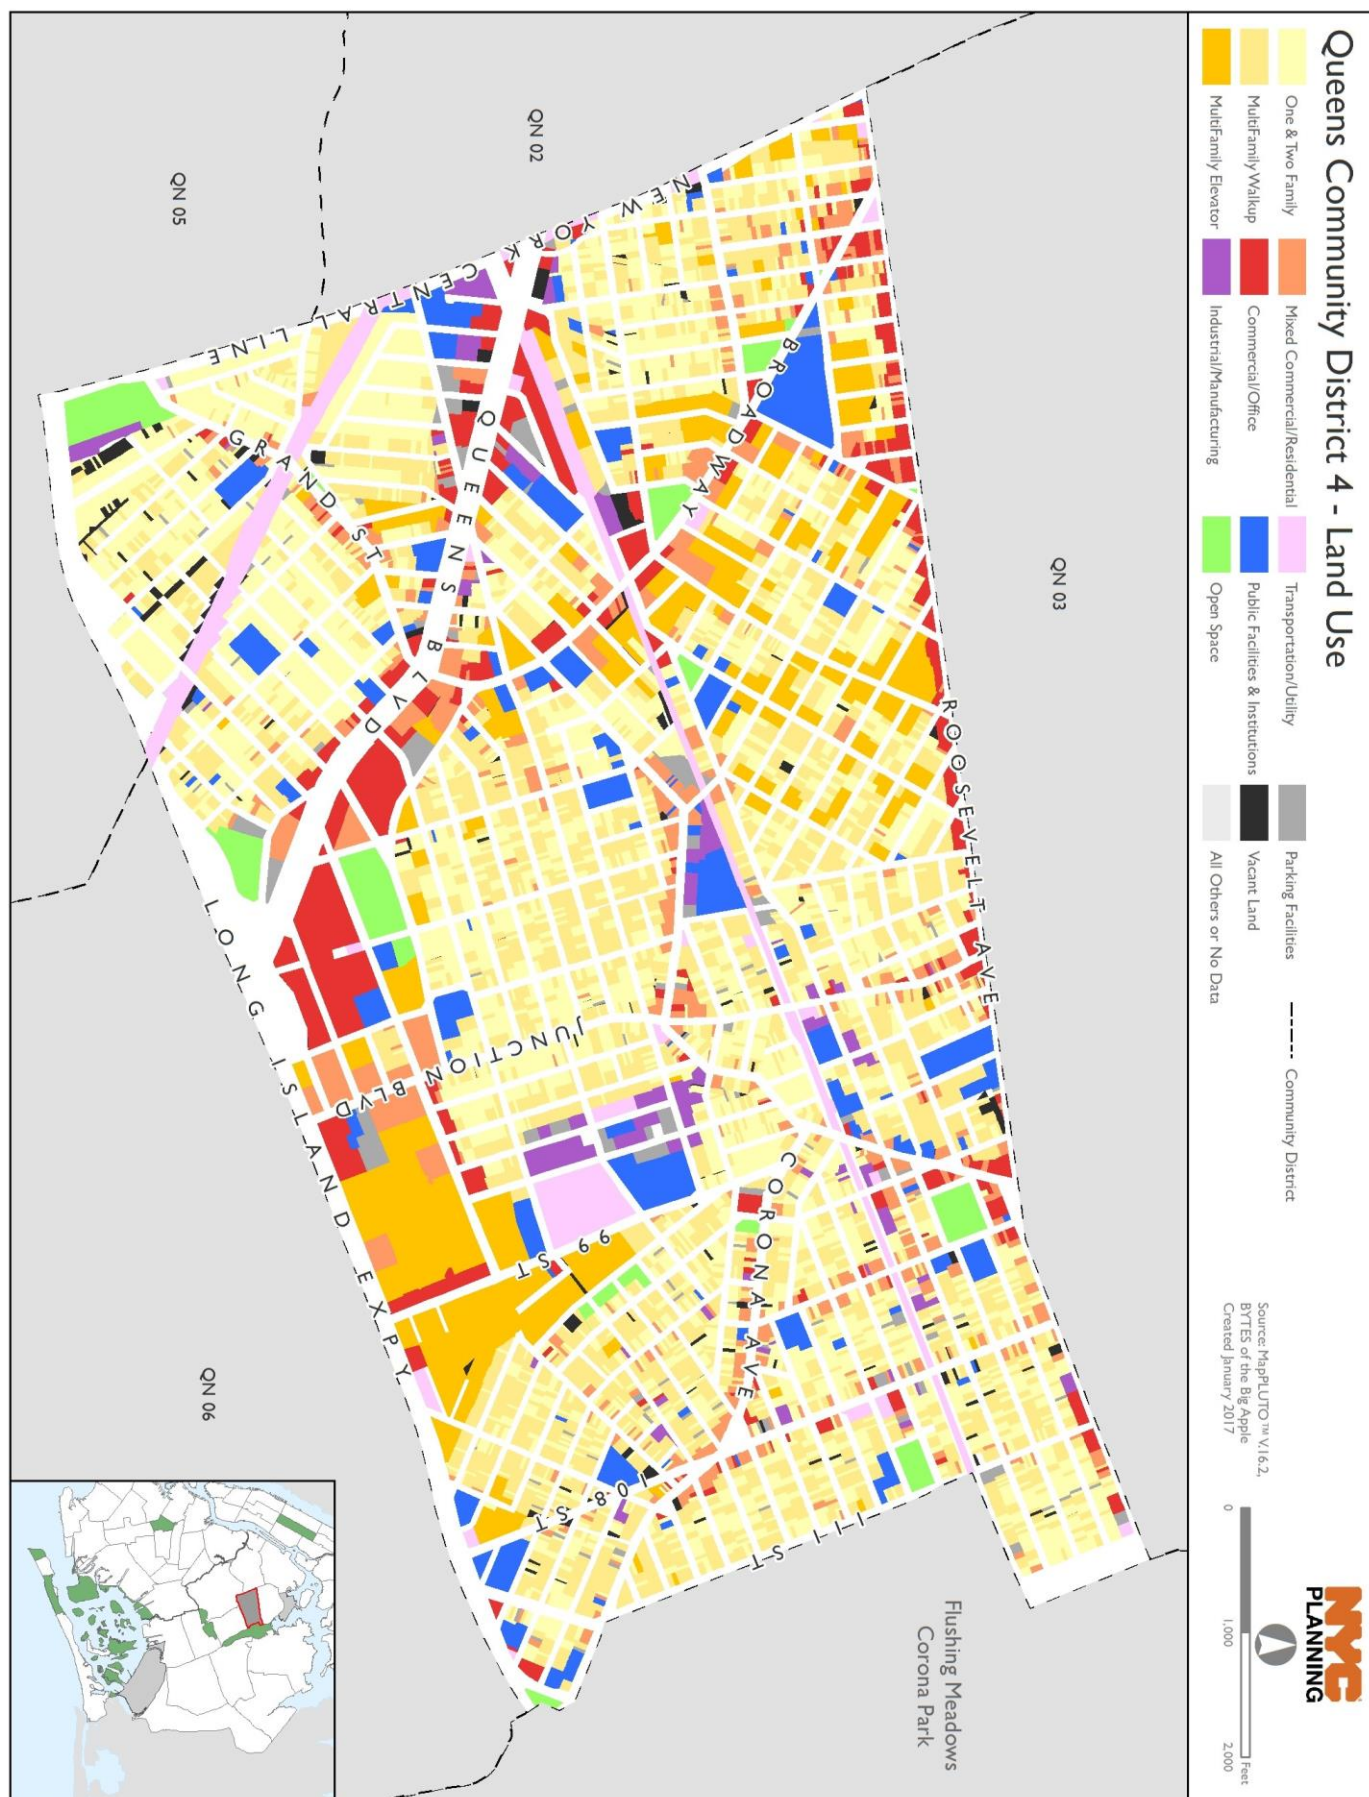 Queens Community District 4 - Land Use
One & Two Family
MultiFamily Walkup
MultiFamily Elevator
Mixed Commercial/Residential
Commercial/Office
Industrial/Manufacturing
Transportation/Utility
Public Facilities & Institutions
Open Space
Parking Facilities
Vacant Land
All Others or No Data
Community District
Source: MapPLUTO™ V.16.2,
BYTES of the Big Apple
Created January 2017
0 1,000 2,000
Feet
NYC
PLANNING
QN 03
QN 02
QN 05
QN 06
Flushing Meadows
Corona Park
ROOSEVELT AVE
BROADWAY
NEW YORK CENTRAL LINE
QUEENS BLVD
GRAND ST
JUNCTION BLVD
CORONA AVE
99 ST
108 ST
111 ST
LONG ISLAND EXPY